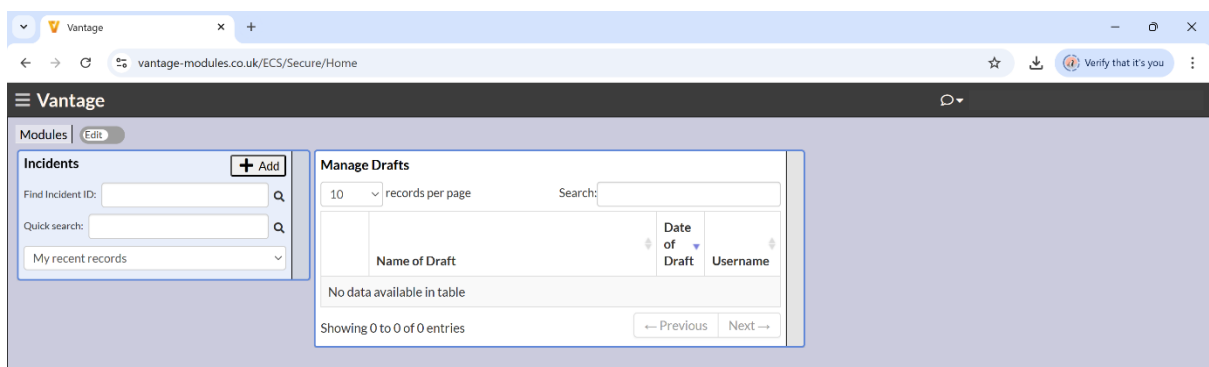 Vantage
vantage-modules.co.uk/ECS/Secure/Home
Verify that it's you
Vantage
Modules Edit
Incidents
Add
Find Incident ID:
Quick search:
My recent records
Manage Drafts
10 records per page Search:
Name of Draft Date of Draft Username
No data available in table
Showing 0 to 0 of 0 entries
← Previous Next →